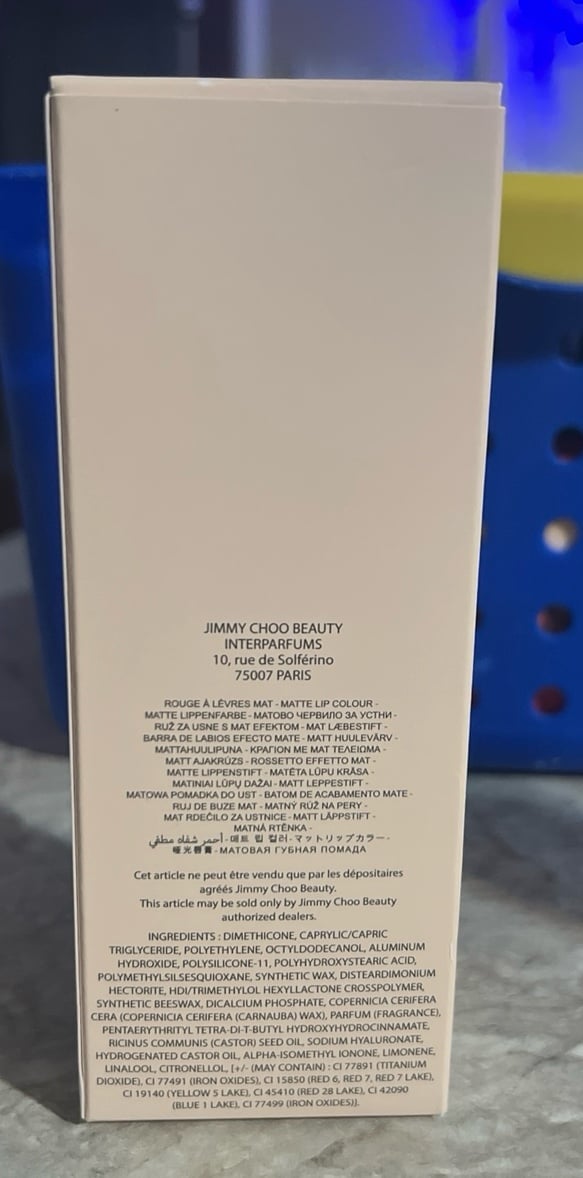 JIMMY CHOO BEAUTY
INTERPARFUMS
10, rue de Solférino
75007 PARIS
ROUGE À LÈVRES MAT - MATTE LIP COLOUR -
MATTE LIPPENFARBE - МАТОВО ЧЕРВИЛО ЗА УСТНИ -
RUŽ ZA USNE S MAT EFEKTOM - MAT LÆBESTIFT -
BARRA DE LABIOS EFECTO MATE - MATT HUULEVÄRV -
MATTAHUULIPUNA - ΚΡΑΓΙΟΝ ΜΕ ΜΑΤ ΤΕΛΕΙΩΜΑ -
MATT AJAKRÚZS - ROSSETTO EFFETTO MAT -
MATTE LIPPENSTIFT - MATĒTA LŪPU KRĀSA -
MATINIAI LŪPŲ DAŽAI - MATT LEPPESTIFT -
MATOWA POMADKA DO UST - BATOM DE ACABAMENTO MATE -
RUJ DE BUZE MAT - MATNÝ RÚŽ NA PERY -
MAT RDEČILO ZA USTNICE - MATT LÄPPSTIFT -
MATNÁ RTĚNKA -
أحمر شفاه مطفي - 매트 립 컬러 - マットリップカラー -
哑光唇膏 - МАТОВАЯ ГУБНАЯ ПОМАДА
Cet article ne peut être vendu que par les dépositaires
agréés Jimmy Choo Beauty.
This article may be sold only by Jimmy Choo Beauty
authorized dealers.
INGREDIENTS : DIMETHICONE, CAPRYLIC/CAPRIC
TRIGLYCERIDE, POLYETHYLENE, OCTYLDODECANOL, ALUMINUM
HYDROXIDE, POLYSILICONE-11, POLYHYDROXYSTEARIC ACID,
POLYMETHYLSILSESQUIOXANE, SYNTHETIC WAX, DISTEARDIMONIUM
HECTORITE, HDI/TRIMETHYLOL HEXYLLACTONE CROSSPOLYMER,
SYNTHETIC BEESWAX, DICALCIUM PHOSPHATE, COPERNICIA CERIFERA
CERA (COPERNICIA CERIFERA (CARNAUBA) WAX), PARFUM (FRAGRANCE),
PENTAERYTHRITYL TETRA-DI-T-BUTYL HYDROXYHYDROCINNAMATE,
RICINUS COMMUNIS (CASTOR) SEED OIL, SODIUM HYALURONATE,
HYDROGENATED CASTOR OIL, ALPHA-ISOMETHYL IONONE, LIMONENE,
LINALOOL, CITRONELLOL, [+/- (MAY CONTAIN) : CI 77891 (TITANIUM
DIOXIDE), CI 77491 (IRON OXIDES), CI 15850 (RED 6, RED 7, RED 7 LAKE),
CI 19140 (YELLOW 5 LAKE), CI 45410 (RED 28 LAKE), CI 42090
(BLUE 1 LAKE), CI 77499 (IRON OXIDES)].